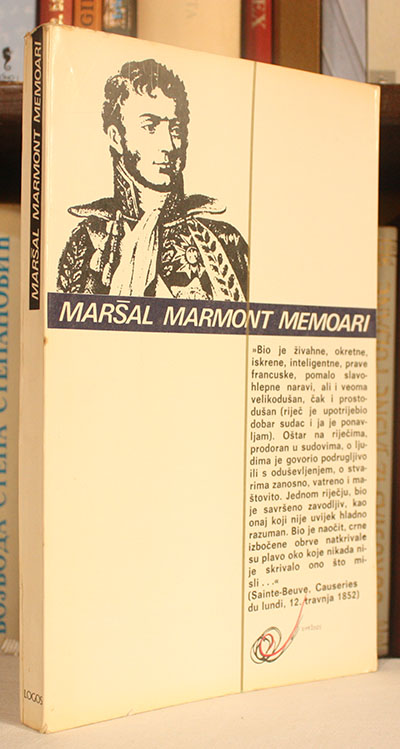 MARŠAL MARMONT MEMOARI
MARŠAL MARMONT MEMOARI
»Bio je živahne, okretne,
iskrene, inteligentne, prave
francuske, pomalo slavo-
hlepne naravi, ali i veoma
velikodušan, čak i prosto-
dušan (riječ je upotrijebio
dobar sudac i ja je ponav-
ljam). Oštar na riječima,
prodoran u sudovima, o lju-
dima je govorio podrugljivo
ili s oduševljenjem, o stva-
rima zanosno, vatreno i ma-
štovito. Jednom riječju, bio
je savršeno zavodljiv, kao
onaj koji nije uvijek hladno
razuman. Bio je naočit, crne
izbočene obrve natkrivale
su plavo oko koje nikada ni-
je skrivalo ono što mi-
sli . . .«
(Sainte-Beuve, Causeries
du lundi, 12. travnja 1852)
LOGOS
ВОЈВОДА СТЕПА СТЕПАНОВИЋ